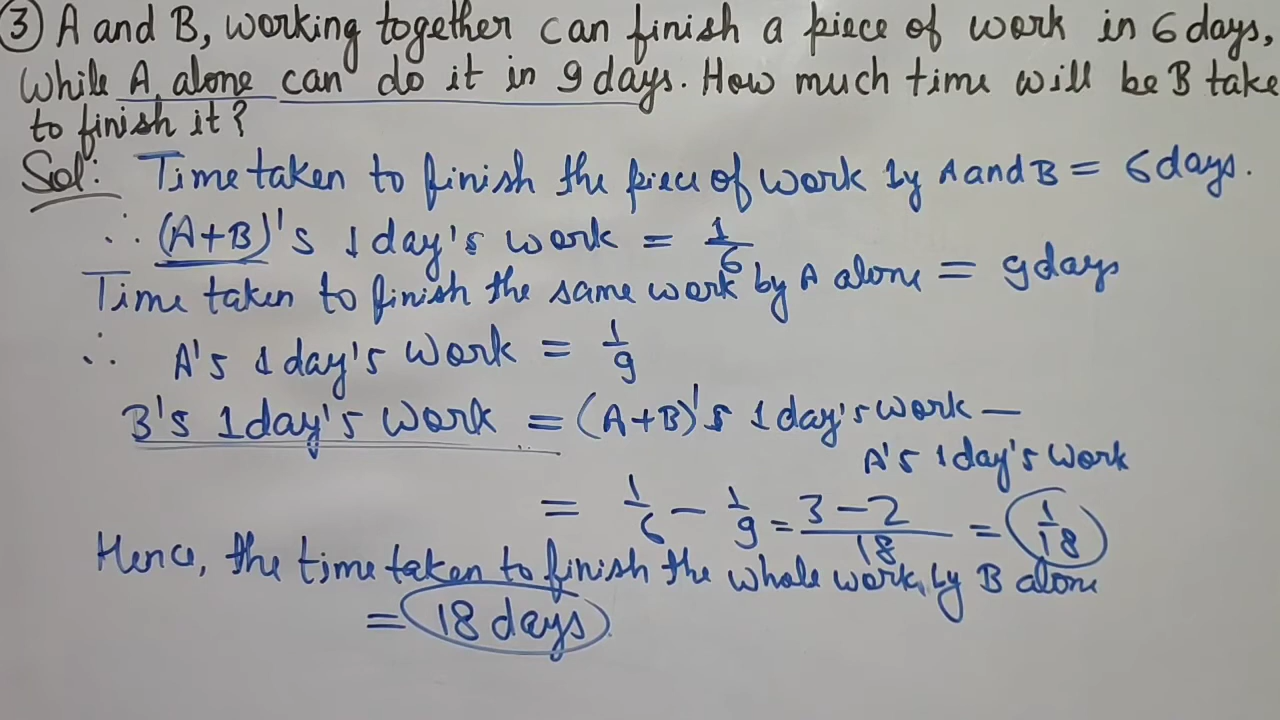 ③ A and B, working together can finish a piece of work in 6 days,
while A alone can do it in 9 days. How much time will be B take
to finish it?
Sol: Time taken to finish the piece of work by A and B = 6 days.
∴ (A+B)'s 1 day's work = 1/6
Time taken to finish the same work by A alone = 9 days
∴ A's 1 day's work = 1/9
B's 1 day's work = (A+B)'s 1 day's work —
A's 1 day's work
= 1/6 - 1/9 = 3-2/18 = 1/18
Hence, the time taken to finish the whole work, by B alone
= 18 days.